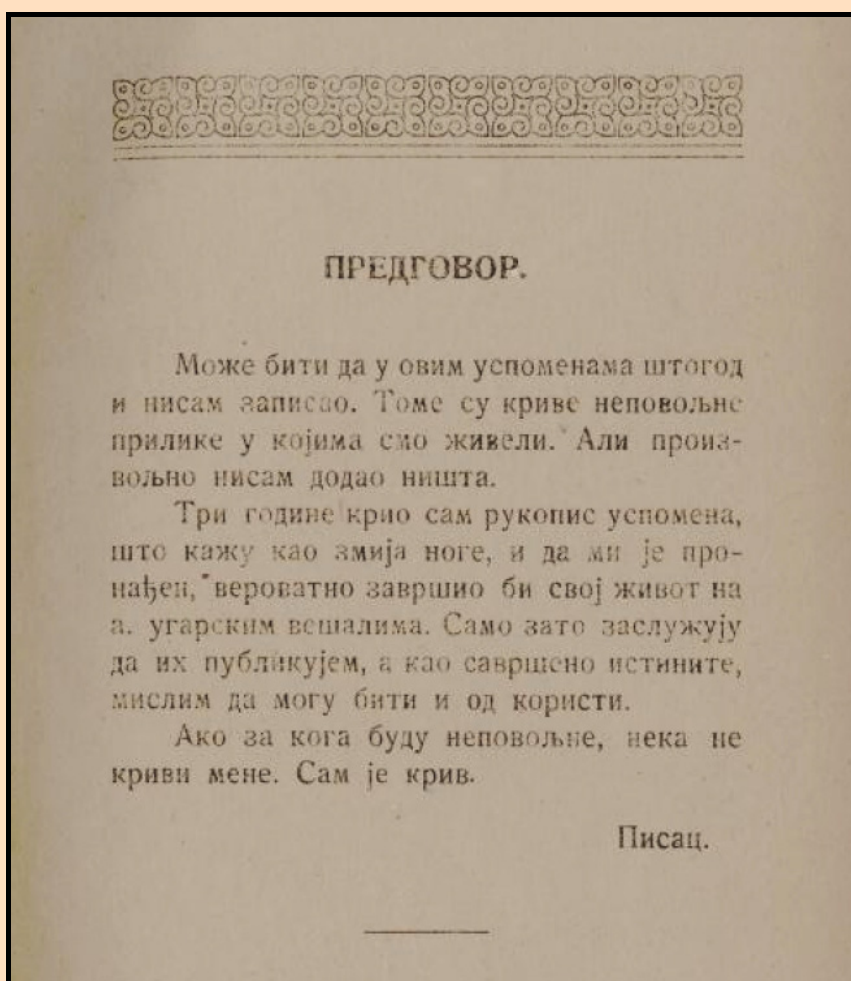 ПРЕДГОВОР.
Може бити да у овим успоменама штогод
и нисам записао. Томе су криве неповољне
прилике у којима смо живели. Али произ-
вољно нисам додао ништа.
Три године крио сам рукопис успомена,
што кажу као змија ноге, и да ми је про-
нађен, вероватно завршио би свој живот на
а. угарским вешалима. Само зато заслужују
да их публикујем, а као савршено истините,
мислим да могу бити и од користи.
Ако за кога буду неповољне, нека не
криви мене. Сам је крив.
Писац.